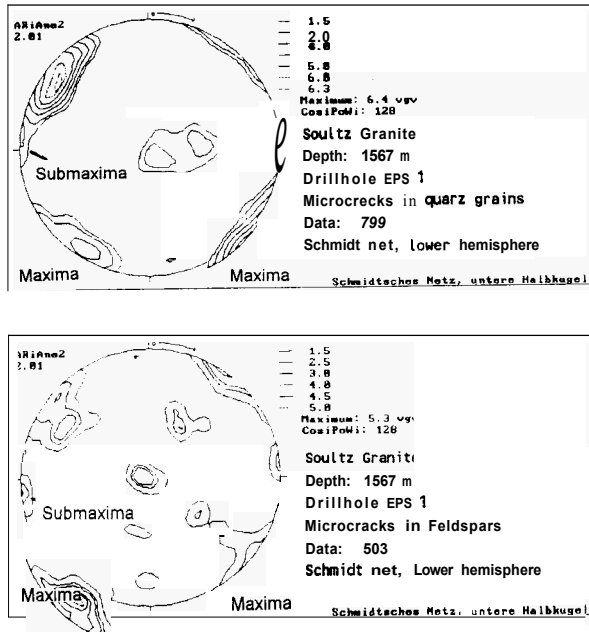 ARiAna2
2.01
1.5
2.0
5.0
6.0
6.3
Maximum: 6.4 vgv
CosiPoWi: 128
Soultz Granite
Depth: 1567 m
Drillhole EPS 1
Microcrecks in quarz grains
Data: 799
Schmidt net, lower hemisphere
Submaxima
Maxima
Maxima
Schmidtsches Netz, untere Halbkugel
ARiAna2
2.01
1.5
2.5
3.0
4.0
4.5
5.0
Maximum: 5.3 vgv
CosiPoWi: 128
Soultz Granite
Depth: 1567 m
Drillhole EPS 1
Microcracks in Feldspars
Data: 503
Schmidt net, Lower hemisphere
Submaxima
Maxima
Maxima
Schmidtsches Netz, untere Halbkugel